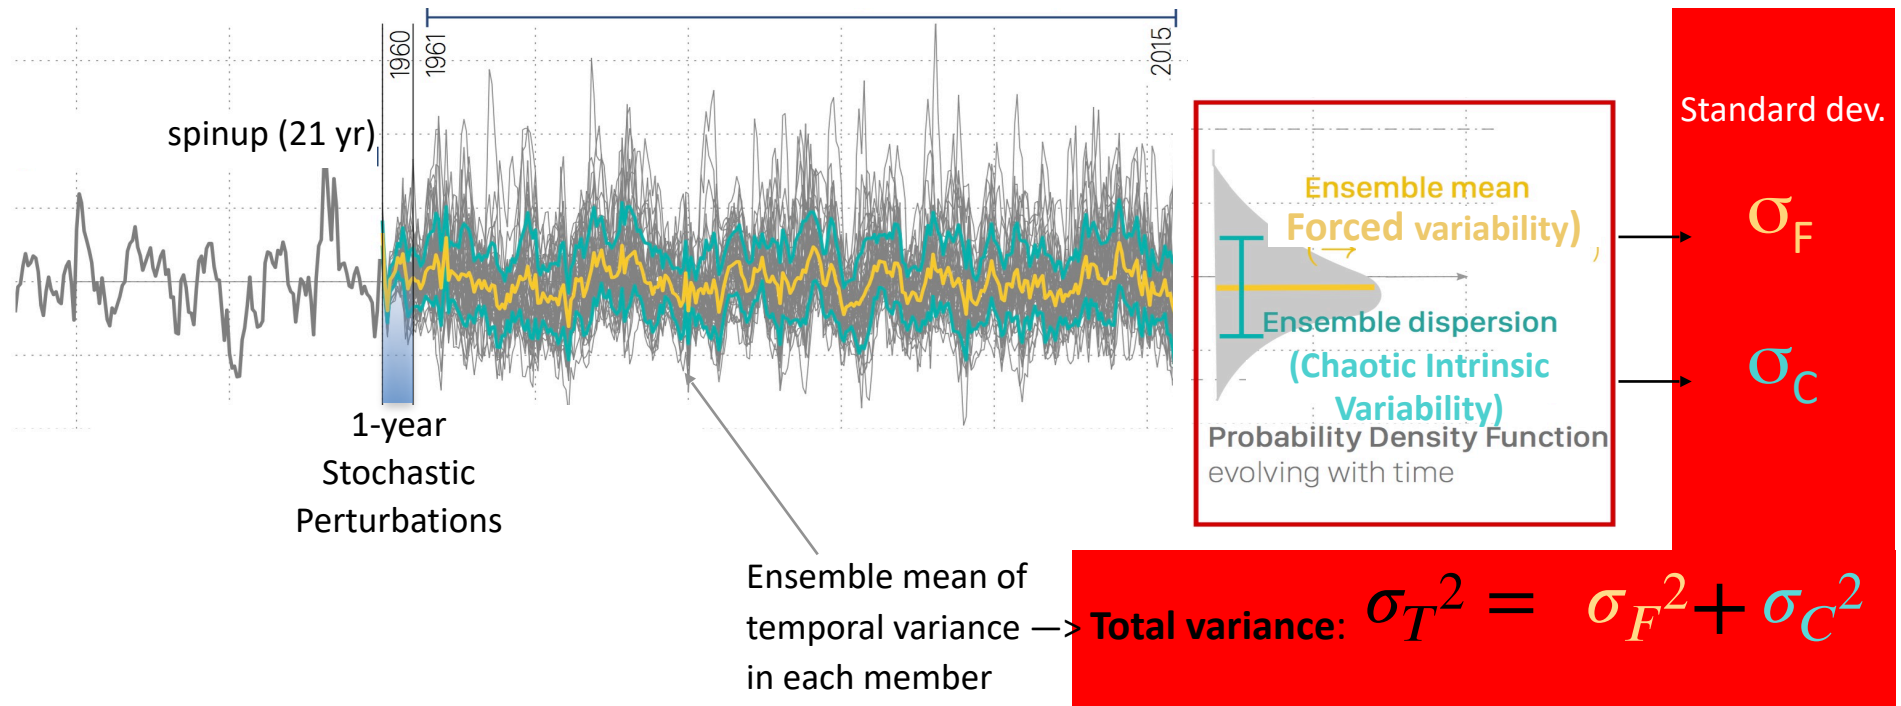 1960
1961
2015
spinup (21 yr)
1-year
Stochastic
Perturbations
Ensemble mean
Forced variability)
( → )
Ensemble dispersion
(Chaotic Intrinsic
Variability)
Probability Density Function
evolving with time
Standard dev.
σF
σC
Ensemble mean of
temporal variance —> Total variance: σT² = σF² + σC²
in each member